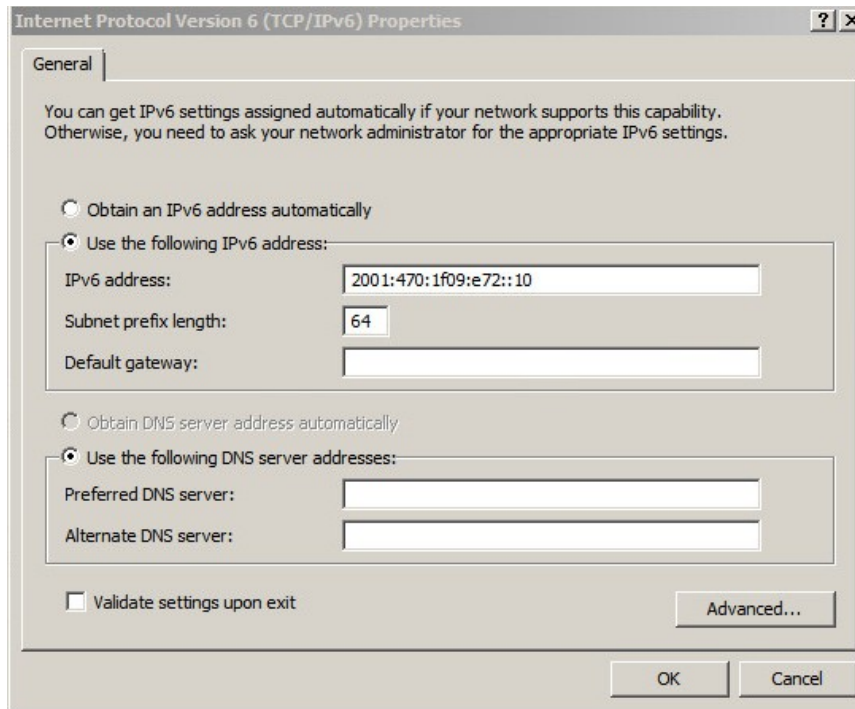 Internet Protocol Version 6 (TCP/IPv6) Properties
General
You can get IPv6 settings assigned automatically if your network supports this capability.
Otherwise, you need to ask your network administrator for the appropriate IPv6 settings.
Obtain an IPv6 address automatically
Use the following IPv6 address:
IPv6 address: 2001:470:1f09:e72::10
Subnet prefix length: 64
Default gateway:
Obtain DNS server address automatically
Use the following DNS server addresses:
Preferred DNS server:
Alternate DNS server:
Validate settings upon exit
Advanced...
OK Cancel